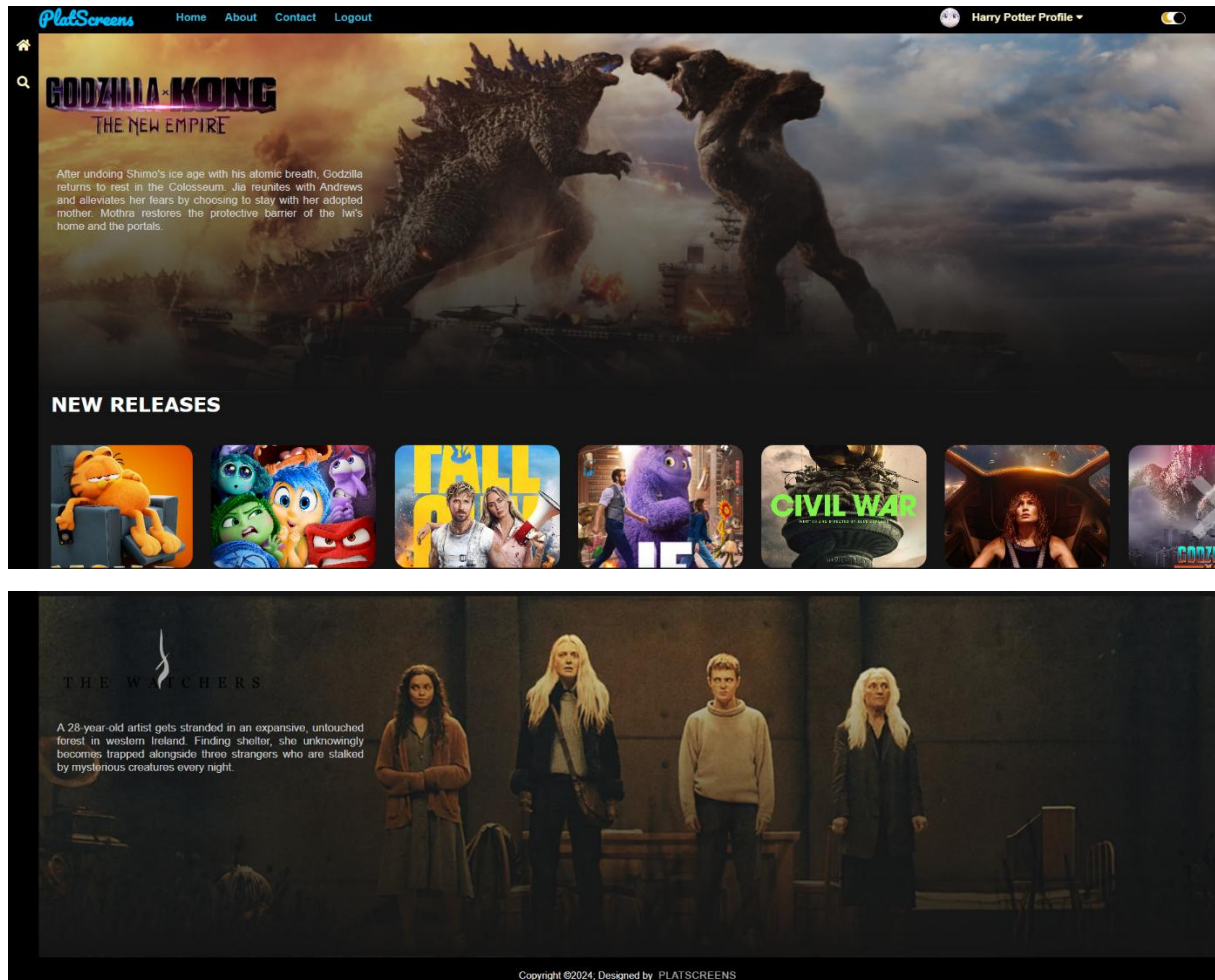 PlatScreens Home About Contact Logout Harry Potter Profile
GODZILLA x KONG
THE NEW EMPIRE
After undoing Shimo's ice age with his atomic breath, Godzilla
returns to rest in the Colosseum. Jia reunites with Andrews
and alleviates her fears by choosing to stay with her adopted
mother. Mothra restores the protective barrier of the Iwi's
home and the portals.
NEW RELEASES
FALL
IF
CIVIL WAR
THE WATCHERS
A 28-year-old artist gets stranded in an expansive, untouched
forest in western Ireland. Finding shelter, she unknowingly
becomes trapped alongside three strangers who are stalked
by mysterious creatures every night.
Copyright ©2024; Designed by PLATSCREENS